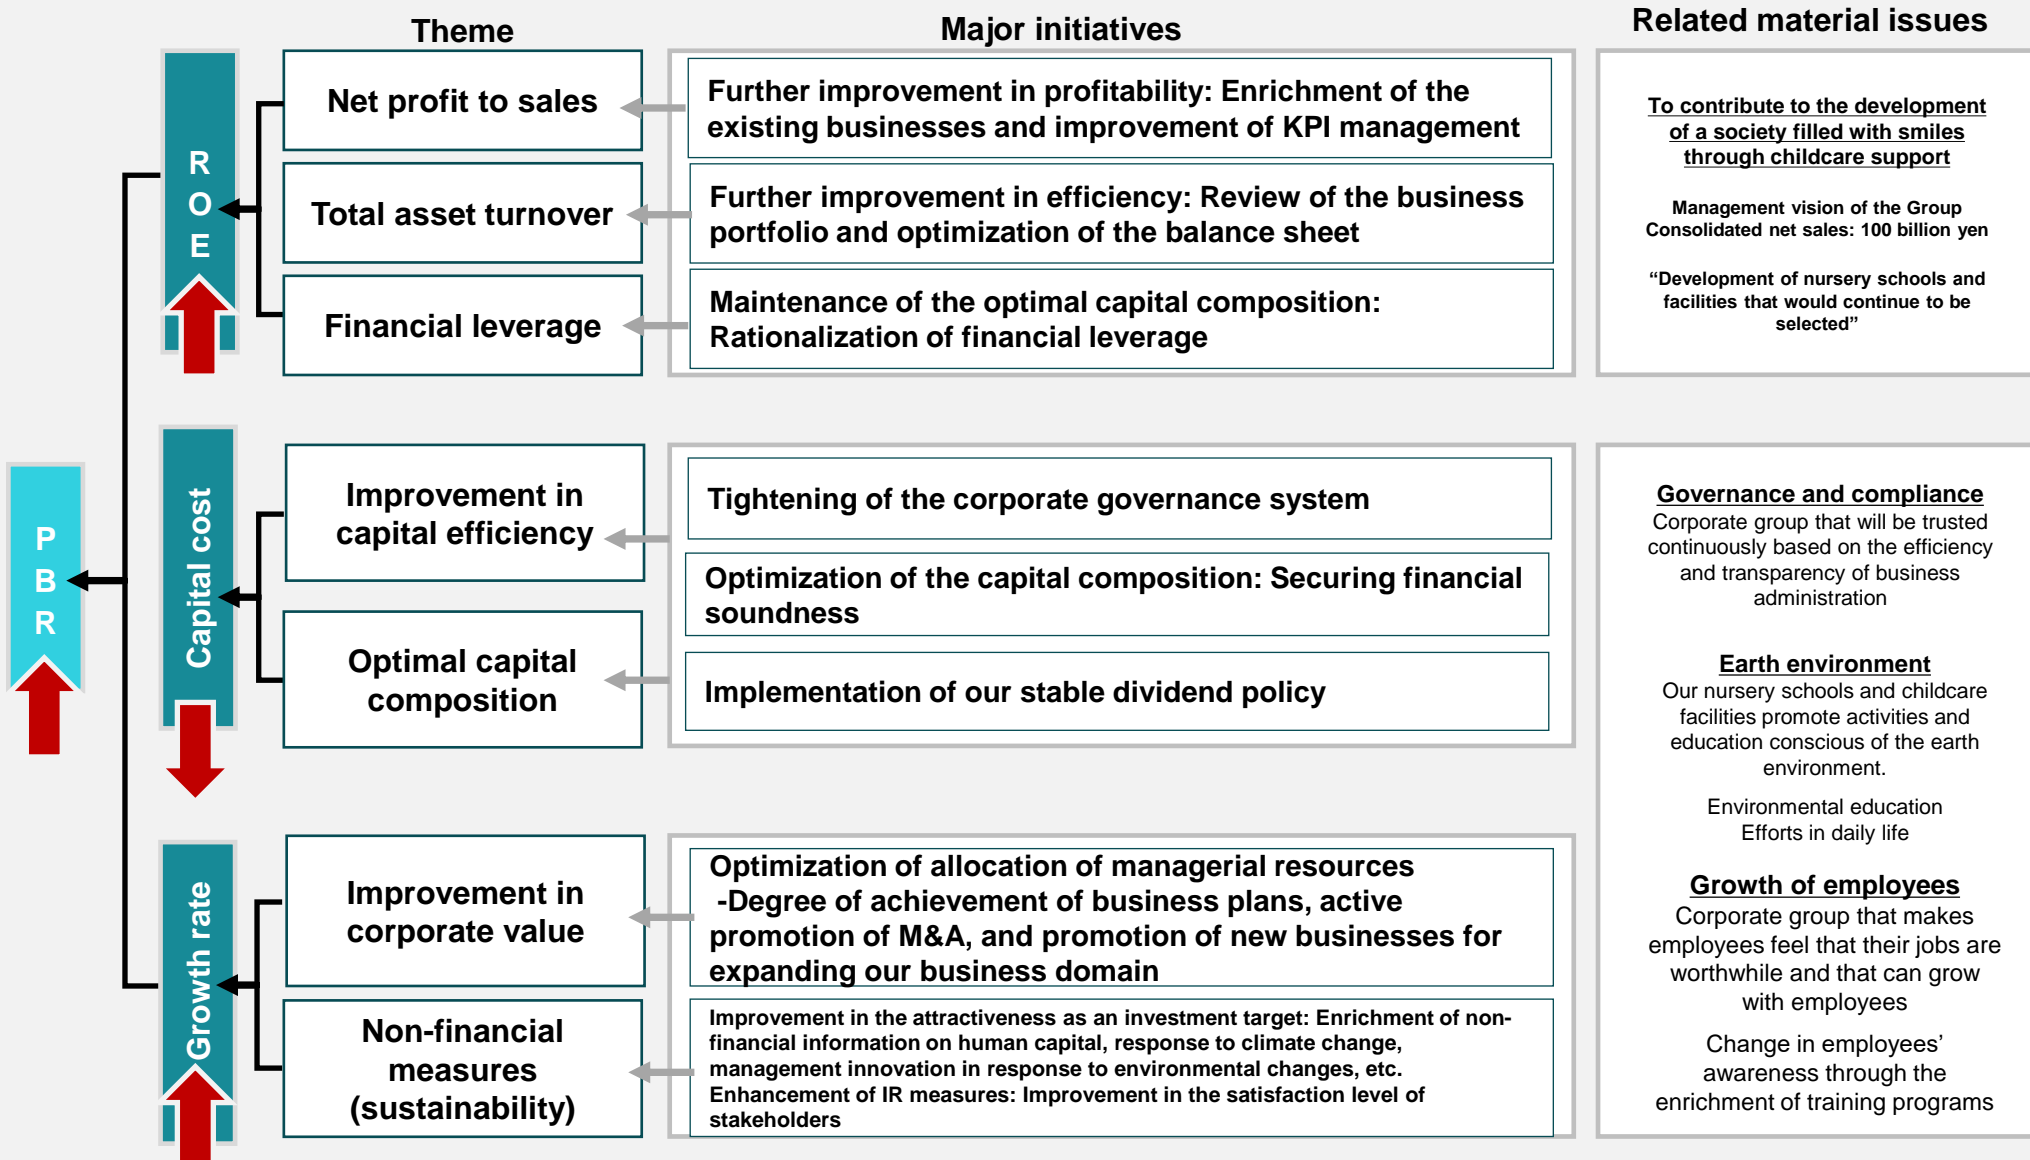 Theme
Major initiatives
Related material issues
P
B
R
R
O
E
Net profit to sales
Further improvement in profitability: Enrichment of the
existing businesses and improvement of KPI management
Total asset turnover
Further improvement in efficiency: Review of the business
portfolio and optimization of the balance sheet
Financial leverage
Maintenance of the optimal capital composition:
Rationalization of financial leverage
To contribute to the development
of a society filled with smiles
through childcare support
Management vision of the Group
Consolidated net sales: 100 billion yen
“Development of nursery schools and
facilities that would continue to be
selected”
Capital cost
Improvement in
capital efficiency
Tightening of the corporate governance system
Optimization of the capital composition: Securing financial
soundness
Optimal capital
composition
Implementation of our stable dividend policy
Growth rate
Improvement in
corporate value
Optimization of allocation of managerial resources
-Degree of achievement of business plans, active
promotion of M&A, and promotion of new businesses for
expanding our business domain
Non-financial
measures
(sustainability)
Improvement in the attractiveness as an investment target: Enrichment of non-
financial information on human capital, response to climate change,
management innovation in response to environmental changes, etc.
Enhancement of IR measures: Improvement in the satisfaction level of
stakeholders
Governance and compliance
Corporate group that will be trusted
continuously based on the efficiency
and transparency of business
administration
Earth environment
Our nursery schools and childcare
facilities promote activities and
education conscious of the earth
environment.
Environmental education
Efforts in daily life
Growth of employees
Corporate group that makes
employees feel that their jobs are
worthwhile and that can grow
with employees
Change in employees’
awareness through the
enrichment of training programs